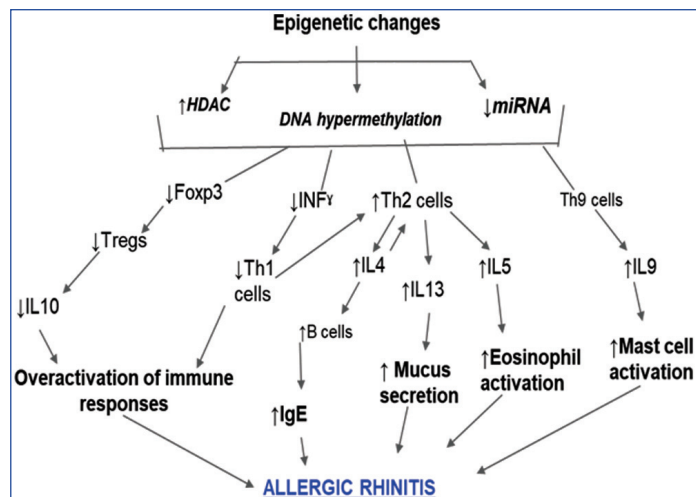 Epigenetic changes
↑HDAC
DNA hypermethylation
↓miRNA
↓Foxp3
↓INFγ
↑Th2 cells
Th9 cells
↓Tregs
↓Th1
cells
↑IL4
↑IL13
↑IL5
↑IL9
↓IL10
↑B cells
Overactivation of immune
responses
↑IgE
↑ Mucus
secretion
↑Eosinophil
activation
↑Mast cell
activation
ALLERGIC RHINITIS